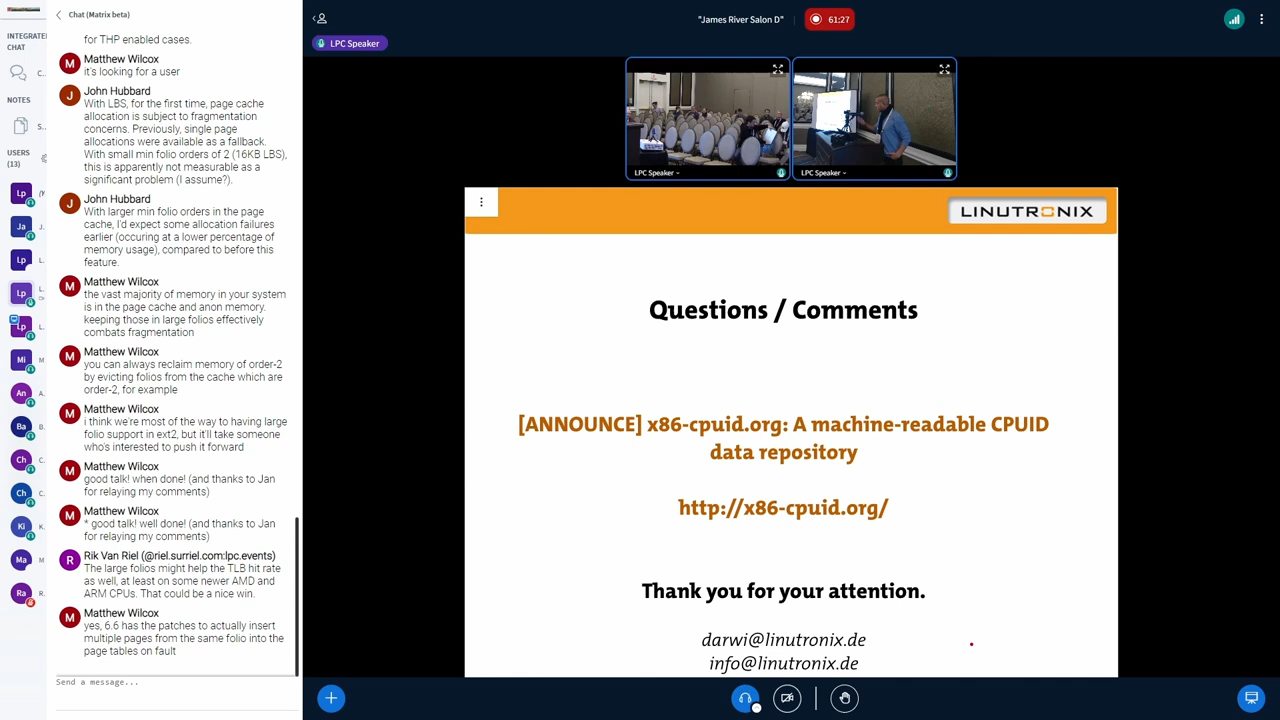 Chat (Matrix beta)
INTEGRATE
CHAT
C.
NOTES
S...
USERS
(13)
Lp
Ja
Lp
Lp
Lp
Mi
An
Ba
Ch
Ch
Ki
Ma
Ra
for THP enabled cases.
Matthew Wilcox
it's looking for a user
John Hubbard
With LBS, for the first time, page cache
allocation is subject to fragmentation
concerns. Previously, single page
allocations were available as a fallback.
With small min folio orders of 2 (16KB LBS),
this is apparently not measurable as a
significant problem (I assume?).
John Hubbard
With larger min folio orders in the page
cache, I'd expect some allocation failures
earlier (occuring at a lower percentage of
memory usage), compared to before this
feature.
Matthew Wilcox
the vast majority of memory in your system
is in the page cache and anon memory.
keeping those in large folios effectively
combats fragmentation
Matthew Wilcox
you can always reclaim memory of order-2
by evicting folios from the cache which are
order-2, for example
Matthew Wilcox
i think we're most of the way to having large
folio support in ext2, but it'll take someone
who's interested to push it forward
Matthew Wilcox
good talk! when done! (and thanks to Jan
for relaying my comments)
Matthew Wilcox
* good talk! well done! (and thanks to Jan
for relaying my comments)
Rik Van Riel (@riel.surriel.com:lpc.events)
The large folios might help the TLB hit rate
as well, at least on some newer AMD and
ARM CPUs. That could be a nice win.
Matthew Wilcox
yes, 6.6 has the patches to actually insert
multiple pages from the same folio into the
page tables on fault
Send a message...
"James River Salon D"
61:27
LPC Speaker
LPC Speaker
LPC Speaker
LINUTRONIX
Questions / Comments
[ANNOUNCE] x86-cpuid.org: A machine-readable CPUID
data repository
http://x86-cpuid.org/
Thank you for your attention.
darwi@linutronix.de
info@linutronix.de